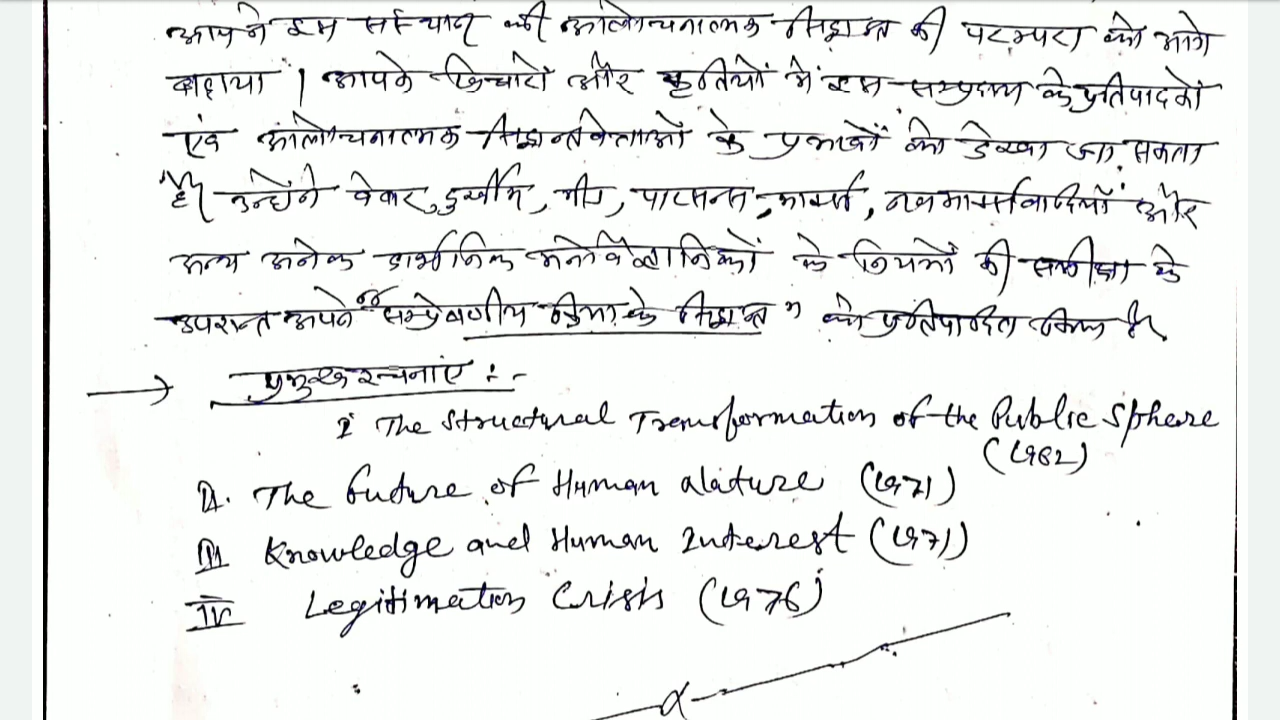 आपने इस संस्थान की आलोचनात्मक सिद्धान्त की परम्परा को आगे
बढ़ाया । आपके विचारों और कृतियों में इस सम्प्रदाय के प्रतिपादकों
एवं आलोचनात्मक सिद्धान्तवेत्ताओं के प्रभावों को देखा जा सकता
है। उन्होंने वेबर, दुर्खीम, मीड, पारसन्स, मार्क्स, नवमार्क्सवादियों और
अन्य अनेक दार्शनिक मनोवैज्ञानिकों के नियमों की समीक्षा के
उपरान्त अपने "सम्प्रेषणीय क्रिया के सिद्धान्त" को प्रतिपादित किया है।
→ प्रमुख रचनाएं :-
I The Structural Transformation of the Public Sphere
(1962)
II. The future of Human Nature (1971)
III Knowledge and Human Interest (1971)
IV Legitimation Crisis (1976)